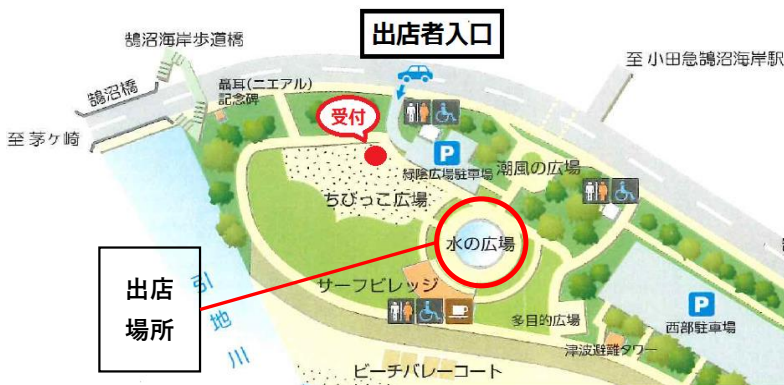 出店者入口
鵠沼海岸歩道橋
至 小田急鵠沼海岸駅
鵠沼橋
聶耳(ニエアル)
記念碑
受付
至 茅ヶ崎
P
緑陰広場駐車場
潮風の広場
ちびっこ広場
水の広場
出店
場所
引地川
サーフビレッジ
P
西部駐車場
多目的広場
津波避難タワー
ビーチバレーコート